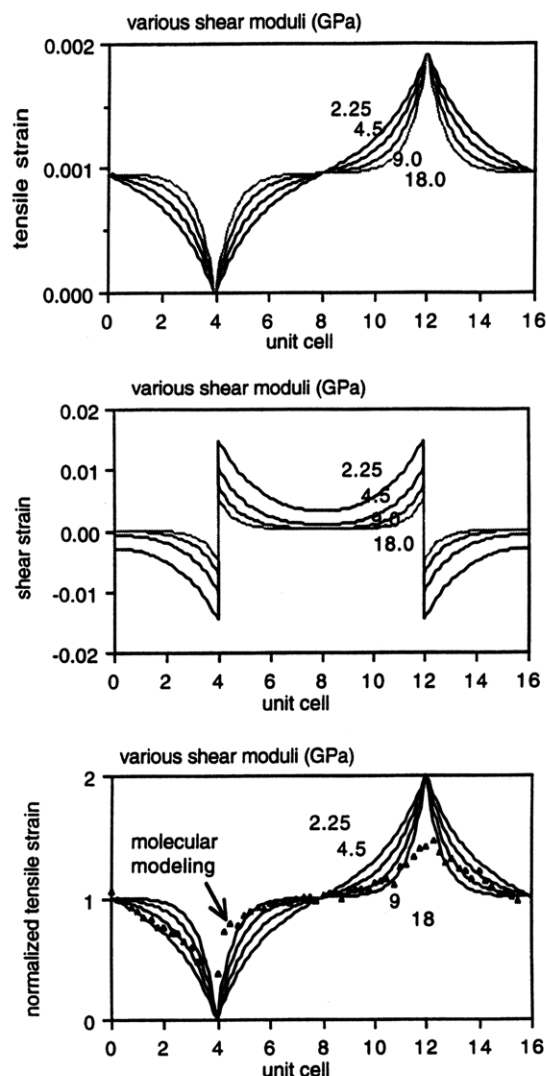 various shear moduli (GPa)
0.002
0.001
0.000
tensile strain
2.25
4.5
9.0
18.0
0 2 4 6 8 10 12 14 16
unit cell
various shear moduli (GPa)
0.02
0.01
0.00
-0.01
-0.02
shear strain
2.25
4.5
9.0
18.0
0 2 4 6 8 10 12 14 16
unit cell
various shear moduli (GPa)
2
1
0
normalized tensile strain
molecular
modeling
2.25
4.5
9
18
0 2 4 6 8 10 12 14 16
unit cell